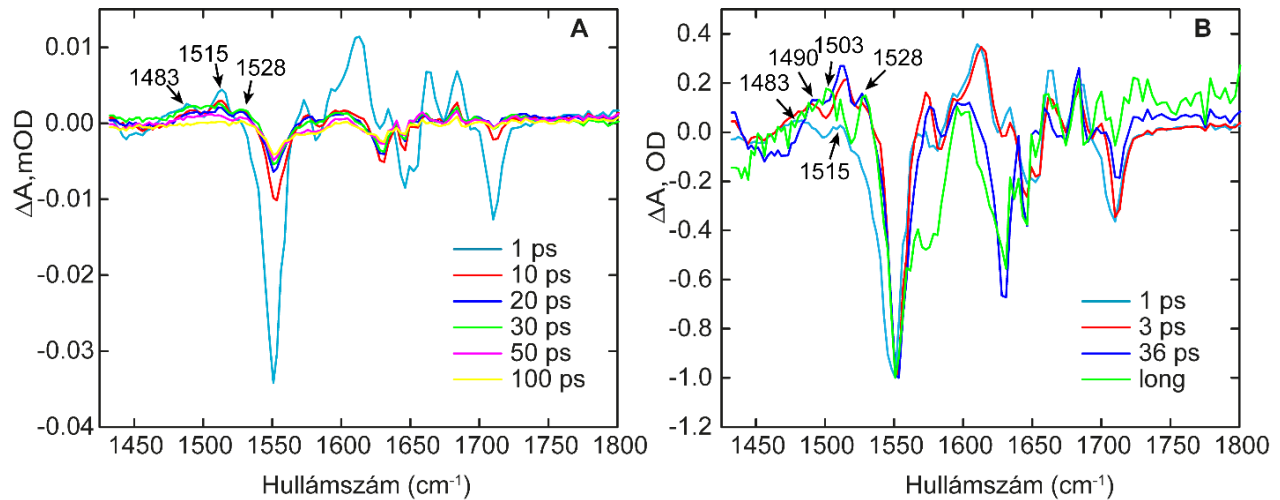 A
0.01
0.00
-0.01
-0.02
-0.03
-0.04
ΔA,mOD
1483
1515
1528
1 ps
10 ps
20 ps
30 ps
50 ps
100 ps
1450 1500 1550 1600 1650 1700 1750 1800
Hullámszám (cm⁻¹)
B
0.4
0.2
0.0
-0.2
-0.4
-0.6
-0.8
-1.0
-1.2
ΔA, OD
1503
1490
1483
1528
1515
1 ps
3 ps
36 ps
long
1450 1500 1550 1600 1650 1700 1750 1800
Hullámszám (cm⁻¹)